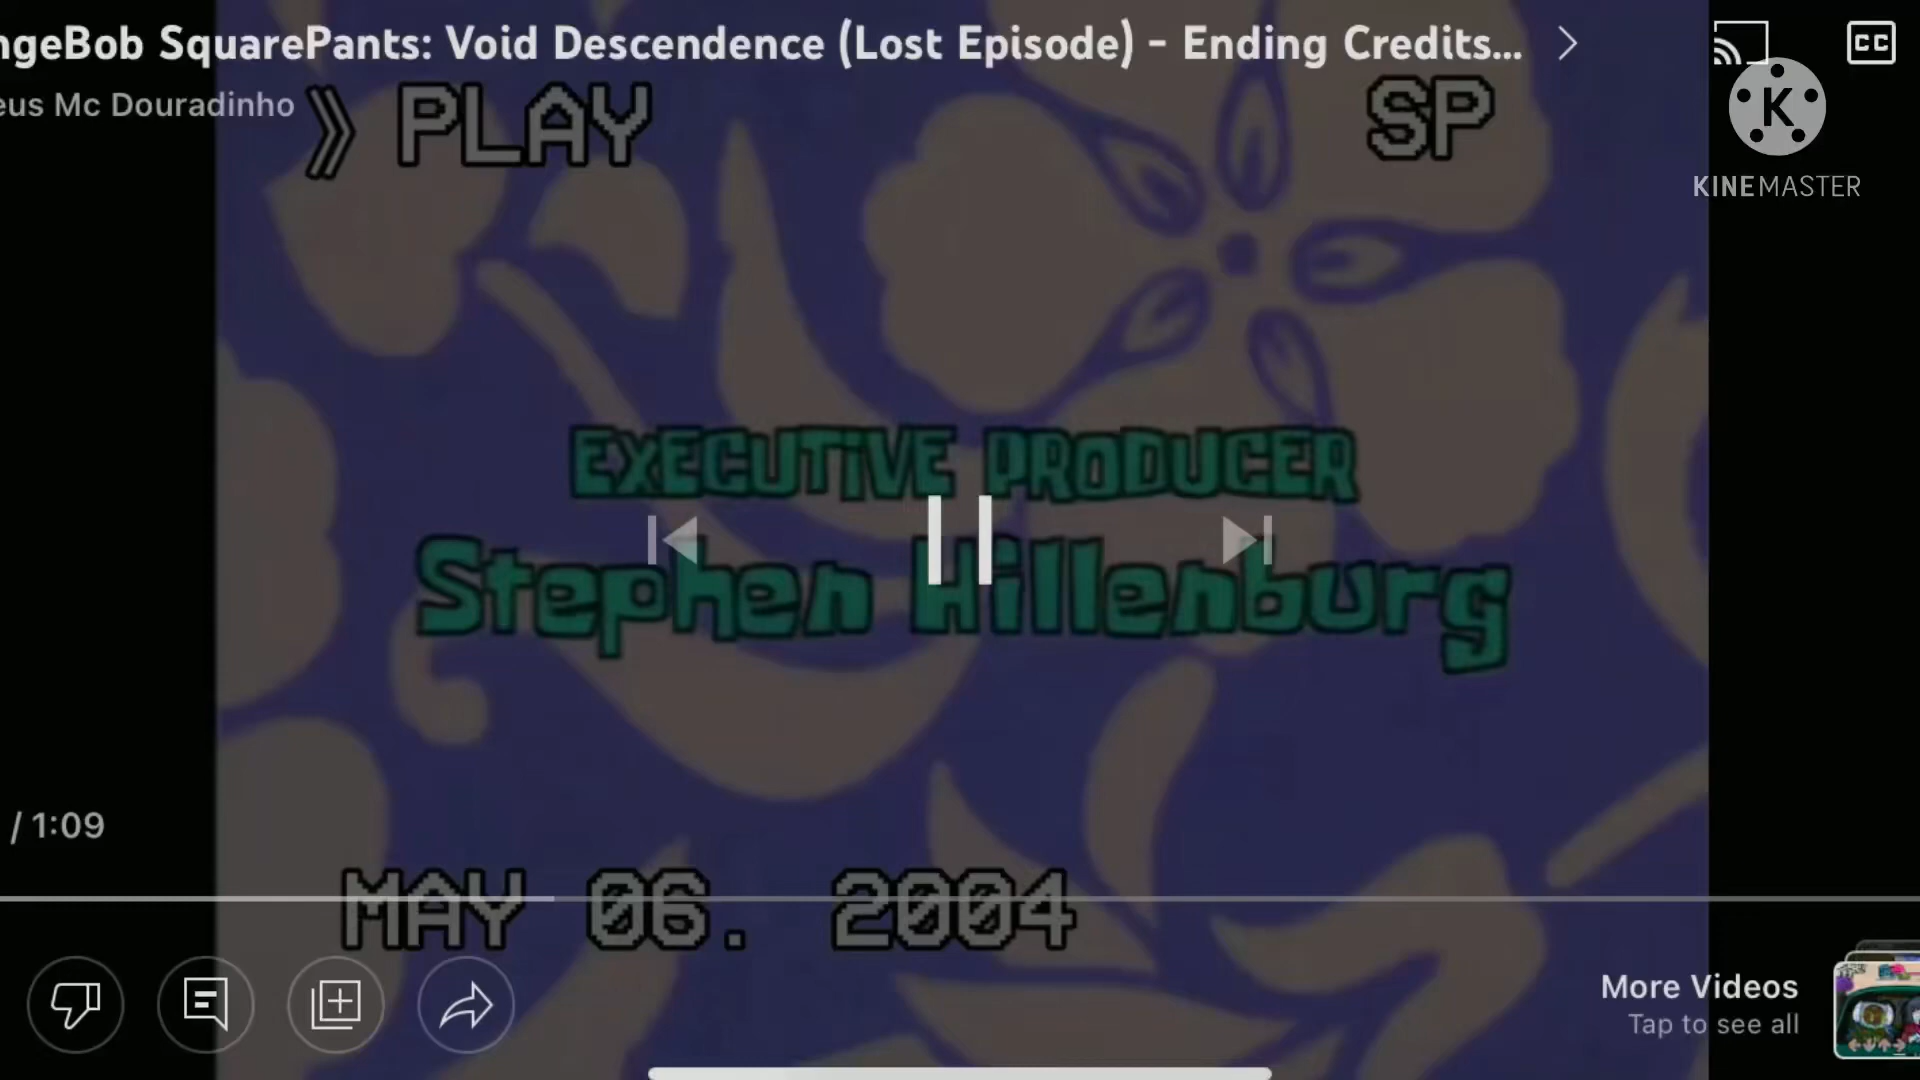 ngeBob SquarePants: Void Descendence (Lost Episode) - Ending Credits...
CC
eus Mc Douradinho
PLAY
SP
K
KINEMASTER
EXECUTIVE PRODUCER
Stephen Hillenburg
/ 1:09
MAY 06. 2004
More Videos
Tap to see all